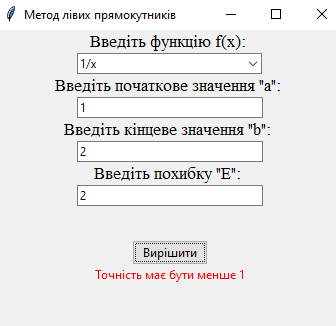 Метод лівих прямокутників
Введіть функцію f(x):
1/x
Введіть початкове значення "a":
1
Введіть кінцеве значення "b":
2
Введіть похибку "E":
2
Вирішити
Точність має бути менше 1